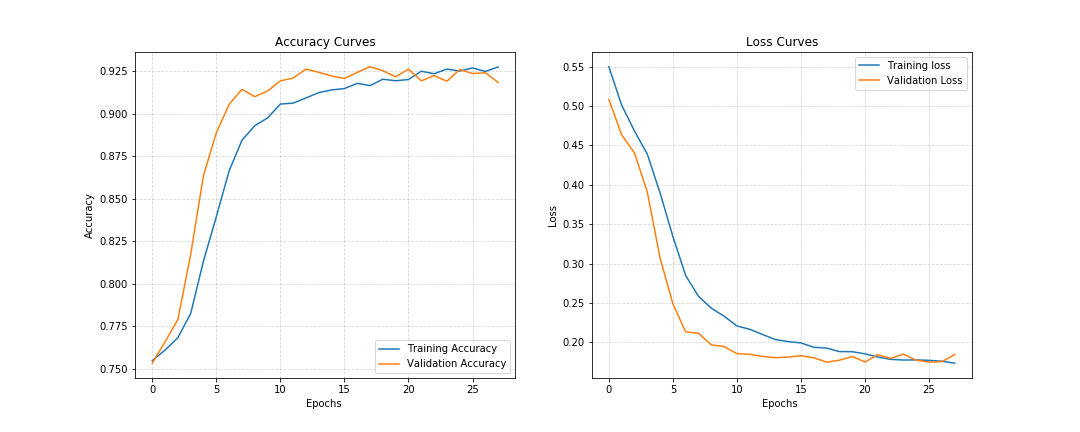 Accuracy Curves
Accuracy
0.925
0.900
0.875
0.850
0.825
0.800
0.775
0.750
0
5
10
15
20
25
Epochs
Training Accuracy
Validation Accuracy
Loss Curves
Loss
0.55
0.50
0.45
0.40
0.35
0.30
0.25
0.20
0
5
10
15
20
25
Epochs
Training loss
Validation Loss